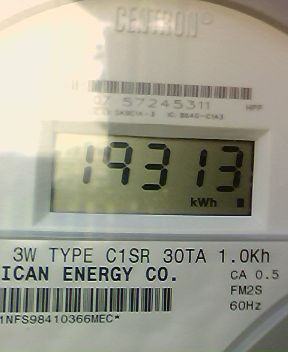 CENTRON®
07 57245311
19313
kWh
3W TYPE C1SR 30TA 1.0Kh
ICAN ENERGY CO.
CA 0.5
FM2S
60Hz
1NFS98410366MEC*